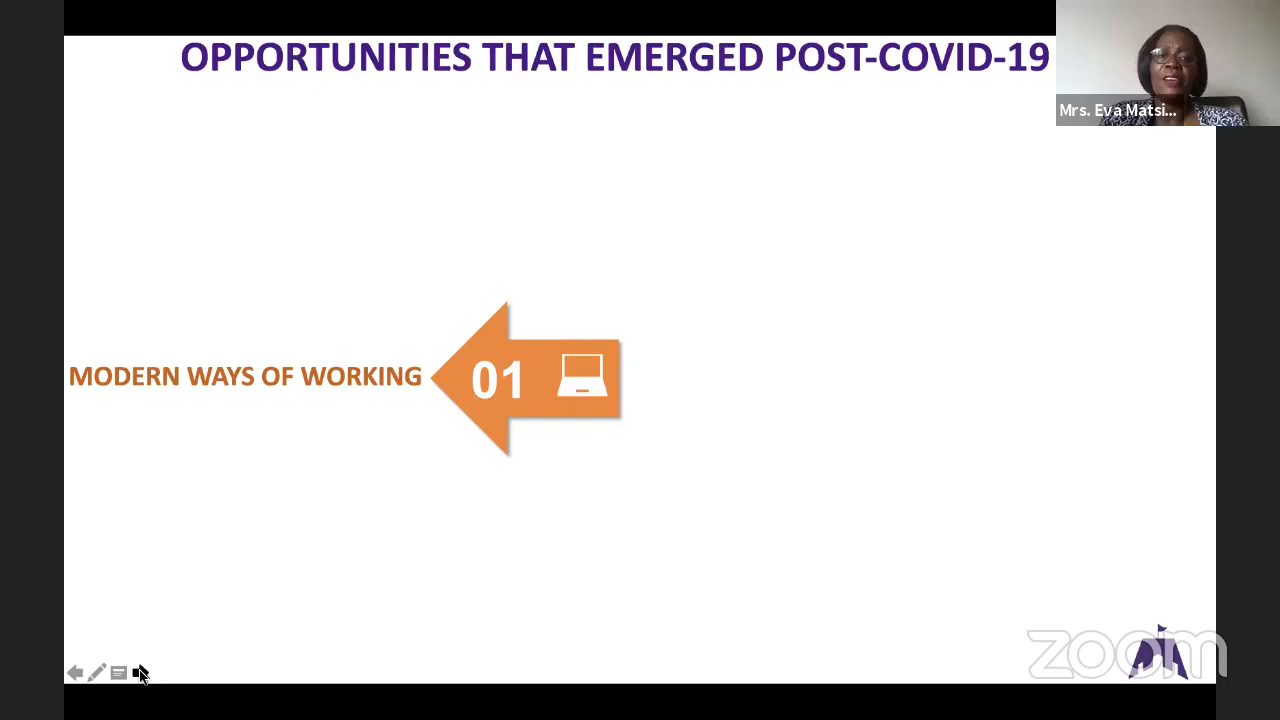 OPPORTUNITIES THAT EMERGED POST-COVID-19
Mrs. Eva Matsi...
MODERN WAYS OF WORKING
01
zoom